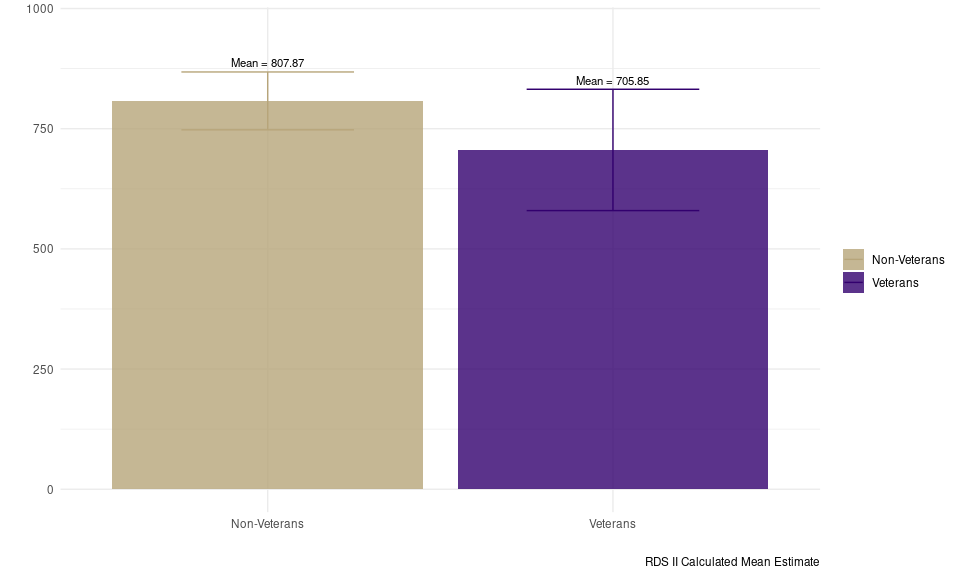 1000
750
500
250
0
Mean = 807.87
Mean = 705.85
Non-Veterans
Veterans
Non-Veterans
Veterans
RDS II Calculated Mean Estimate